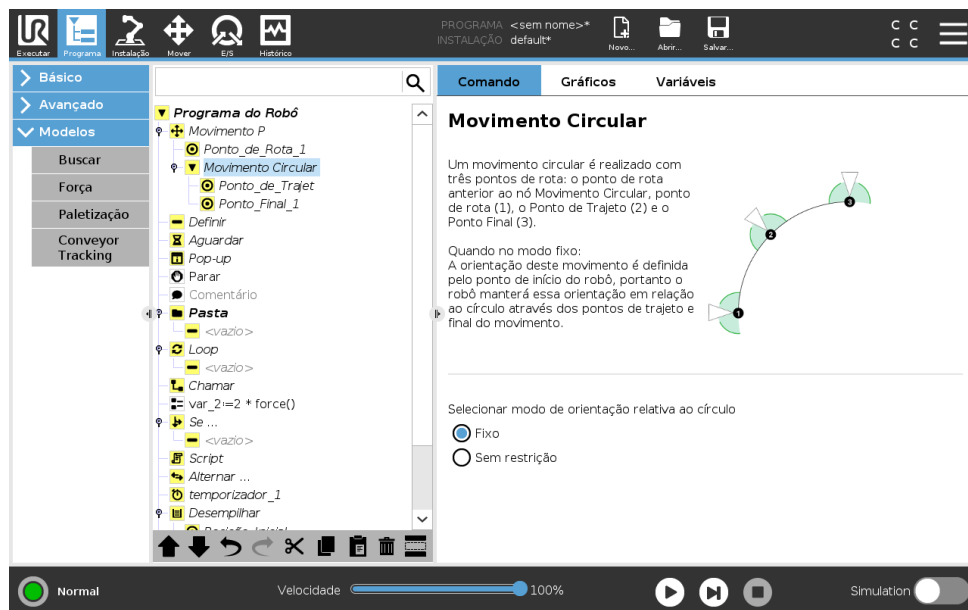 PROGRAMA <sem nome>*
INSTALAÇÃO default*
Executar Programa Instalação Mover E/S Histórico Novo... Abrir... Salvar...
C C
C C
Básico
Avançado
Modelos
Buscar
Força
Paletização
Conveyor
Tracking
Programa do Robô
Movimento P
Ponto_de_Rota_1
Movimento Circular
Ponto_de_Trajet
Ponto_Final_1
Definir
Aguardar
Pop-up
Parar
Comentário
Pasta
<vazio>
Loop
<vazio>
Chamar
var_2:=2 * force()
Se ...
<vazio>
Script
Alternar ...
temporizador_1
Desempilhar
Comando Gráficos Variáveis
Movimento Circular
Um movimento circular é realizado com
três pontos de rota: o ponto de rota
anterior ao nó Movimento Circular, ponto
de rota (1), o Ponto de Trajeto (2) e o
Ponto Final (3).
Quando no modo fixo:
A orientação deste movimento é definida
pelo ponto de início do robô, portanto o
robô manterá essa orientação em relação
ao círculo através dos pontos de trajeto e
final do movimento.
3
2
1
Selecionar modo de orientação relativa ao círculo
Fixo
Sem restrição
Normal Velocidade 100% Simulation